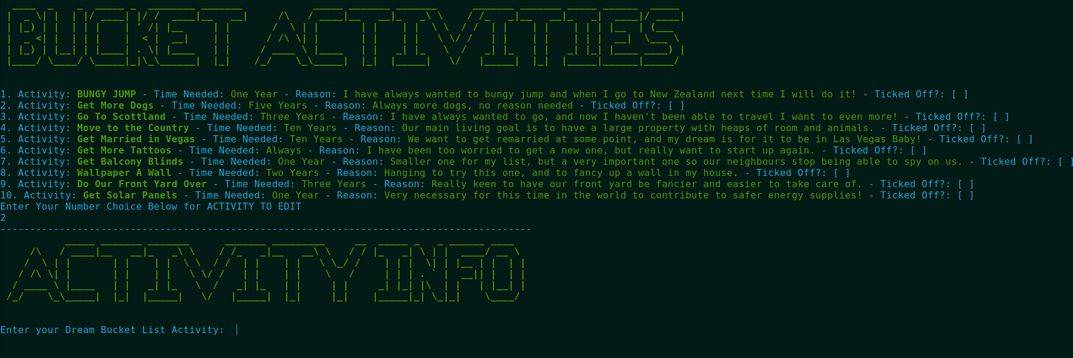 BUCKET ACTIVITIES
1. Activity: BUNGY JUMP - Time Needed: One Year - Reason: I have always wanted to bungy jump and when I go to New Zealand next time I will do it! - Ticked Off?: [ ]
2. Activity: Get More Dogs - Time Needed: Five Years - Reason: Always more dogs, no reason needed - Ticked Off?: [ ]
3. Activity: Go To Scottland - Time Needed: Three Years - Reason: I have always wanted to go, and now I haven't been able to travel I want to even more! - Ticked Off?: [ ]
4. Activity: Move to the Country - Time Needed: Ten Years - Reason: Our main living goal is to have a large property with heaps of room and animals. - Ticked Off?: [ ]
5. Activity: Get Married in Vegas - Time Needed: Ten Years - Reason: We want to get remarried at some point, and my dream is for it to be in Las Vegas Baby! - Ticked Off?: [ ]
6. Activity: Get More Tattoos - Time Needed: Always - Reason: I have been too worried to get a new one, but really want to start up again. - Ticked Off?: [ ]
7. Activity: Get Balcony Blinds - Time Needed: One Year - Reason: Smaller one for my list, but a very important one so our neighbours stop being able to spy on us. - Ticked Off?: [ ]
8. Activity: Wallpaper A Wall - Time Needed: Two Years - Reason: Hanging to try this one, and to fancy up a wall in my house. - Ticked Off?: [ ]
9. Activity: Do Our Front Yard Over - Time Needed: Three Years - Reason: Really keen to have our front yard be fancier and easier to take care of. - Ticked Off?: [ ]
10. Activity: Get Solar Panels - Time Needed: One Year - Reason: Very necessary for this time in the world to contribute to safer energy supplies! - Ticked Off?: [ ]
Enter Your Number Choice Below for ACTIVITY TO EDIT
2
ACTIVITY INFO
Enter your Dream Bucket List Activity: